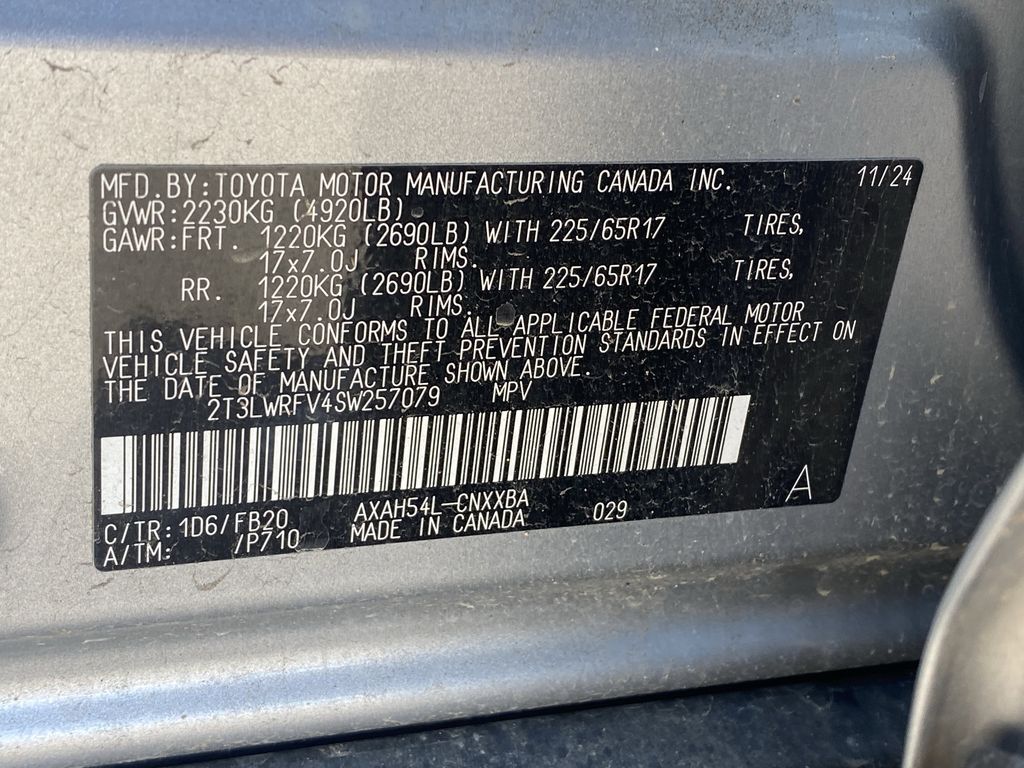 MFD.BY:TOYOTA MOTOR MANUFACTURING CANADA INC. 11/24
GVWR:2230KG (4920LB)
GAWR:FRT. 1220KG (2690LB) WITH 225/65R17 TIRES,
17x7.0J RIMS.
RR. 1220KG (2690LB) WITH 225/65R17 TIRES,
17x7.0J RIMS.
THIS VEHICLE CONFORMS TO ALL APPLICABLE FEDERAL MOTOR
VEHICLE SAFETY AND THEFT PREVENTION STANDARDS IN EFFECT ON
THE DATE OF MANUFACTURE SHOWN ABOVE.
2T3LWRFV4SW257079 MPV
A
C/TR:1D6/FB20 AXAH54L-CNXXBA
A/TM: /P710 MADE IN CANADA 029